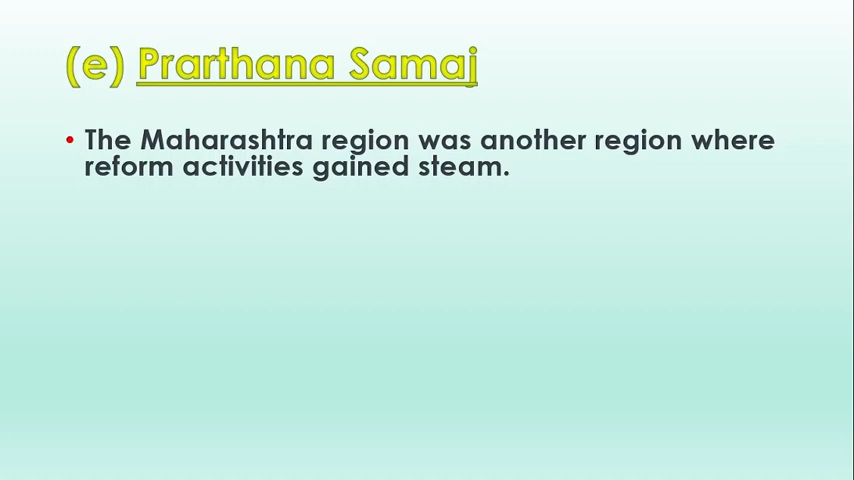 (e) Prarthana Samaj
• The Maharashtra region was another region where
reform activities gained steam.